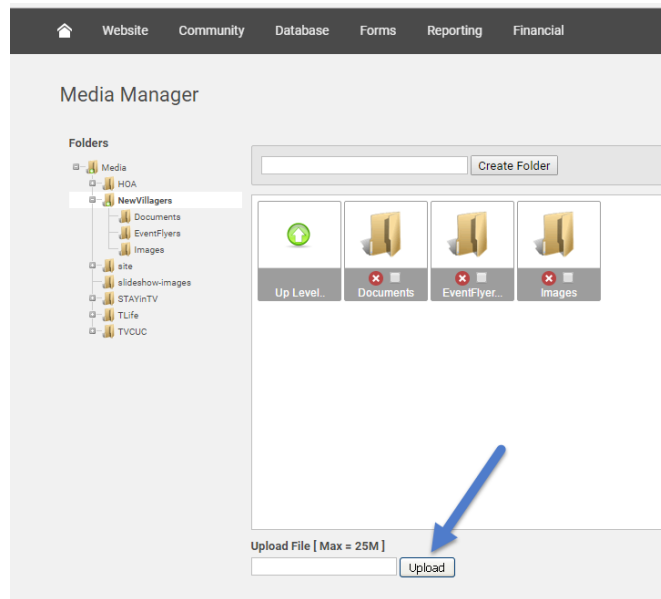 Website Community Database Forms Reporting Financial
Media Manager
Folders
Media
HOA
NewVillagers
Documents
EventFlyers
Images
site
slideshow-images
STAYinTV
TLife
TVCUC
Create Folder
Up Level.. Documents EventFlyer... Images
Upload File [ Max = 25M ]
Upload